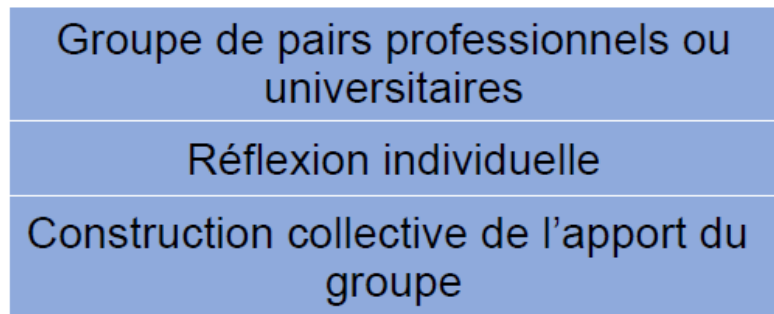 Groupe de pairs professionnels ou
universitaires
Réflexion individuelle
Construction collective de l’apport du
groupe